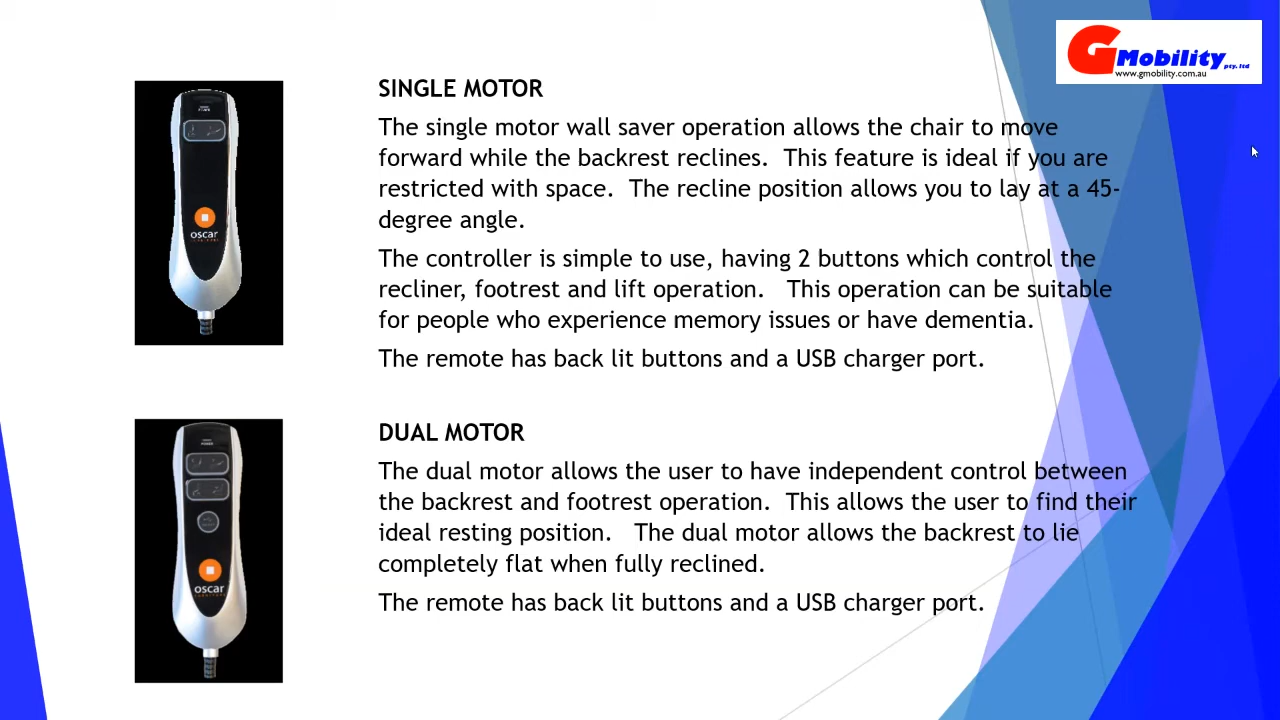 GMobility pty. ltd
www.gmobility.com.au
SINGLE MOTOR
The single motor wall saver operation allows the chair to move
forward while the backrest reclines.  This feature is ideal if you are
restricted with space.  The recline position allows you to lay at a 45-
degree angle.
The controller is simple to use, having 2 buttons which control the
recliner, footrest and lift operation.   This operation can be suitable
for people who experience memory issues or have dementia.
The remote has back lit buttons and a USB charger port.
oscar
DUAL MOTOR
The dual motor allows the user to have independent control between
the backrest and footrest operation.  This allows the user to find their
ideal resting position.   The dual motor allows the backrest to lie
completely flat when fully reclined.
The remote has back lit buttons and a USB charger port.
oscar